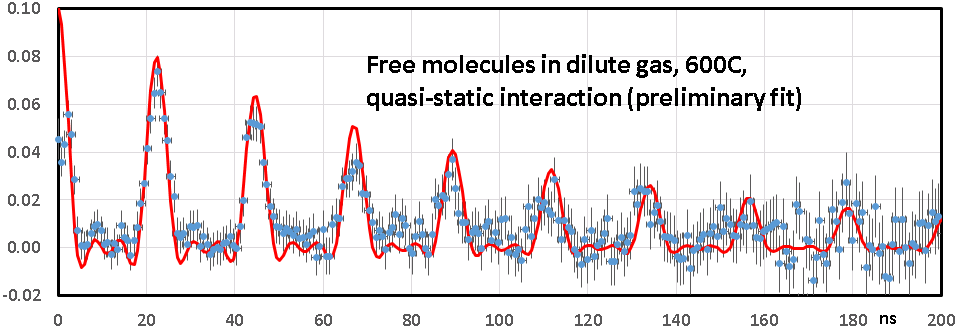 0.10
Free molecules in dilute gas, 600C,
0.08
quasi-static interaction (preliminary fit)
0.06
0.04
0.02
0.00
-0.02
0 20 40 60 80 100 120 140 160 180 ns 200